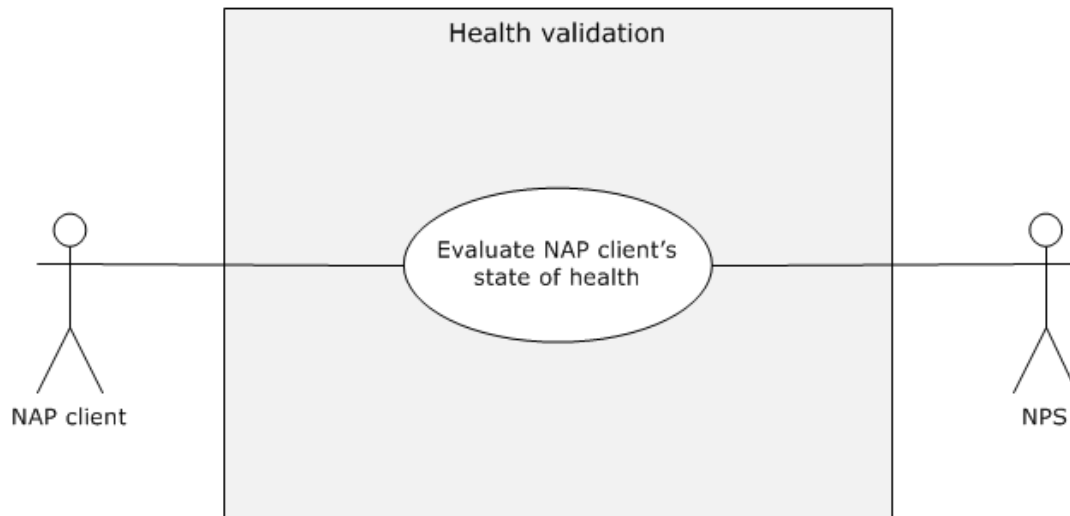 Health validation
Evaluate NAP client’s
state of health
NAP client
NPS